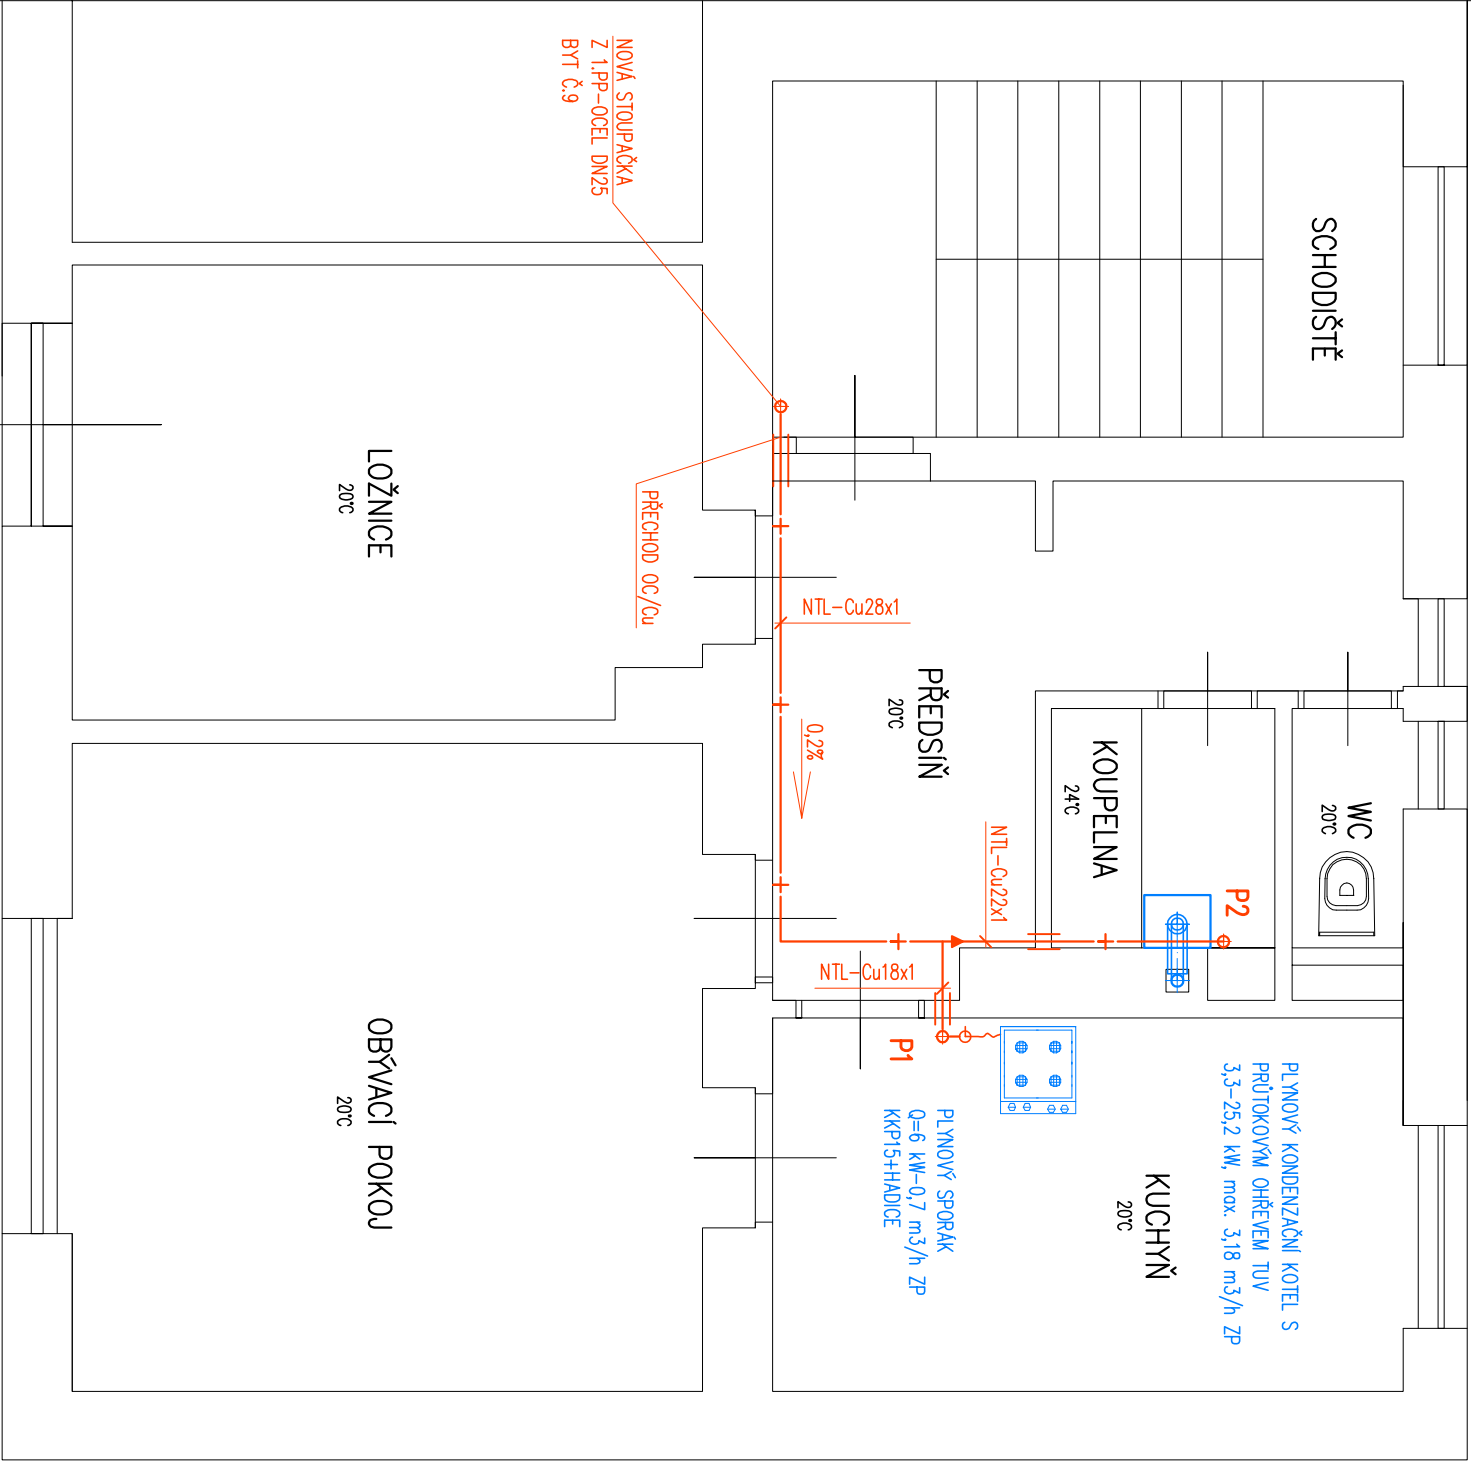 NOVÁ STOUPAČKA
Z 1.PP-OCEL DN25
BYT Č.9
SCHODIŠTĚ
LOŽNICE
20°C
PŘECHOD OC/Cu
NTL-Cu28x1
PŘEDSÍŇ
20°C
0,2%
KOUPELNA
24°C
WC
20°C
NTL-Cu22x1
P2
NTL-Cu18x1
P1
OBÝVACÍ POKOJ
20°C
PLYNOVÝ SPORÁK
Q=6 kW-0,7 m3/h ZP
KKP15+HADICE
KUCHYŇ
20°C
PLYNOVÝ KONDENZAČNÍ KOTEL S
PRŮTOKOVÝM OHŘEVEM TUV
3,3-25,2 kW, max. 3,18 m3/h ZP